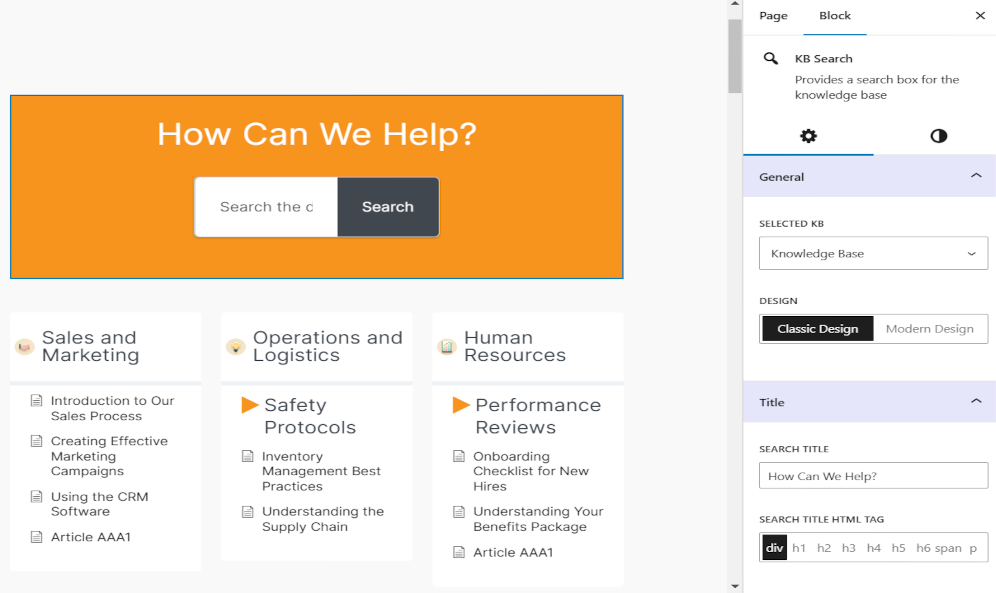 How Can We Help?
Search the
Search
Sales and
Marketing
Introduction to Our
Sales Process
Creating Effective
Marketing
Campaigns
Using the CRM
Software
Article AAA1
Operations and
Logistics
Safety
Protocols
Inventory
Management Best
Practices
Understanding the
Supply Chain
Human
Resources
Performance
Reviews
Onboarding
Checklist for New
Hires
Understanding Your
Benefits Package
Article AAA1
Page Block
KB Search
Provides a search box for the
knowledge base
General
SELECTED KB
Knowledge Base
DESIGN
Classic Design Modern Design
Title
SEARCH TITLE
How Can We Help?
SEARCH TITLE HTML TAG
div h1 h2 h3 h4 h5 h6 span p